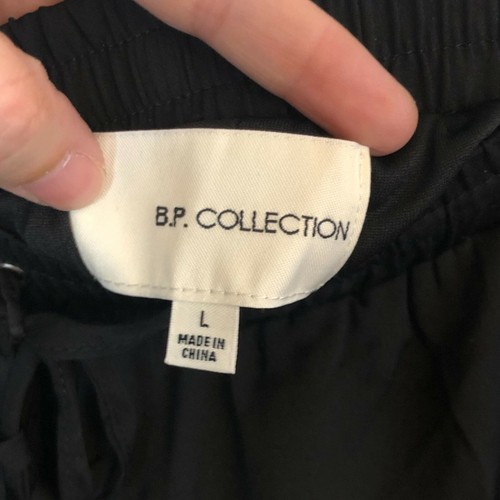 B.P. COLLECTION
L
MADE IN
CHINA